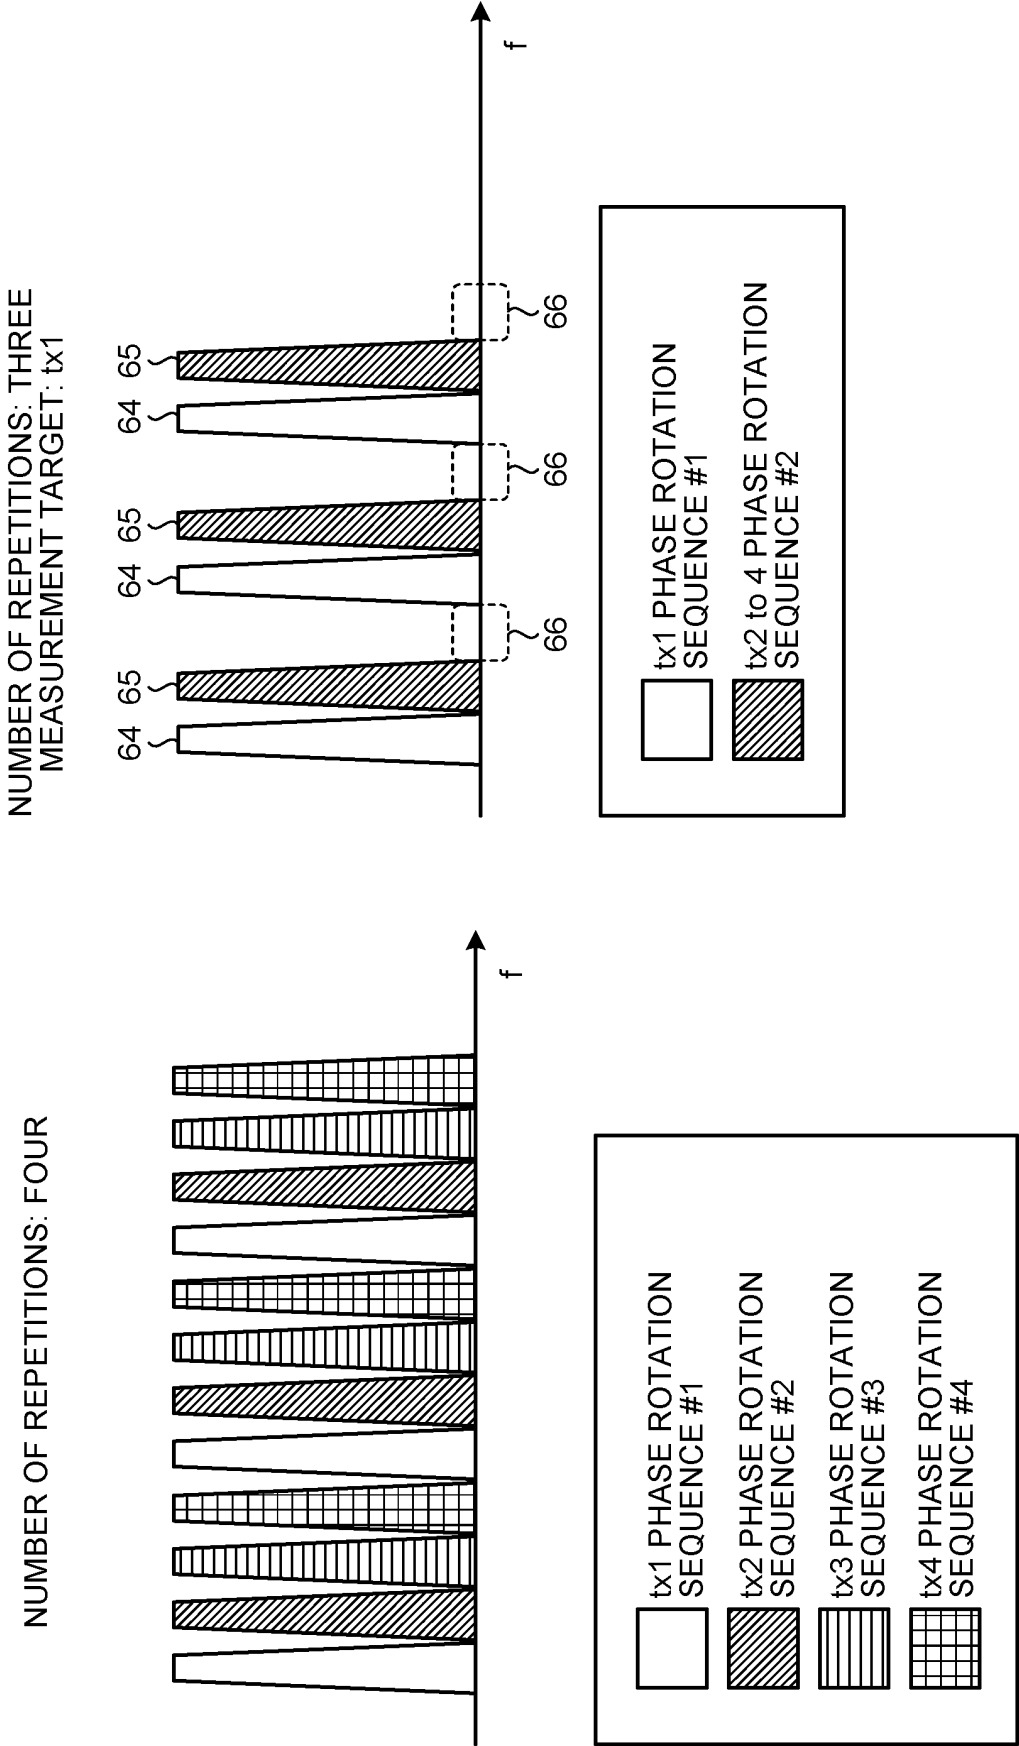 NUMBER OF REPETITIONS: FOUR
f
tx1 PHASE ROTATION
SEQUENCE #1
tx2 PHASE ROTATION
SEQUENCE #2
tx3 PHASE ROTATION
SEQUENCE #3
tx4 PHASE ROTATION
SEQUENCE #4
NUMBER OF REPETITIONS: THREE
MEASUREMENT TARGET: tx1
64
65
64
65
64
65
66
66
66
f
tx1 PHASE ROTATION
SEQUENCE #1
tx2 to 4 PHASE ROTATION
SEQUENCE #2